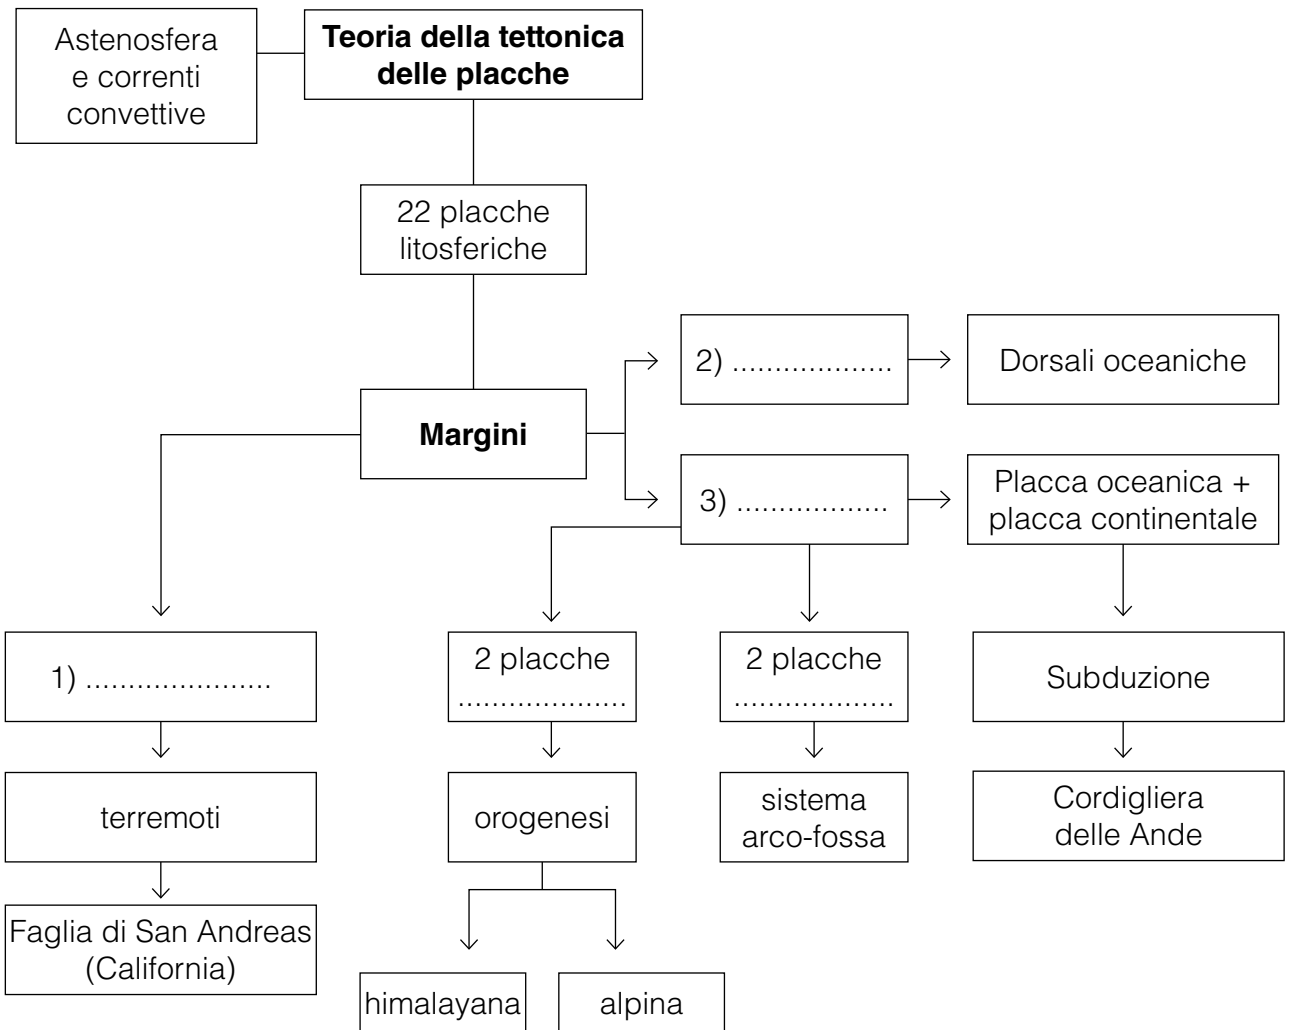 Astenosfera
e correnti
convettive
Teoria della tettonica
delle placche
22 placche
litosferiche
2) ...................
Dorsali oceaniche
Margini
3) ..................
Placca oceanica +
placca continentale
1) ......................
2 placche
....................
2 placche
...................
Subduzione
terremoti
orogenesi
sistema
arco-fossa
Cordigliera
delle Ande
Faglia di San Andreas
(California)
himalayana
alpina